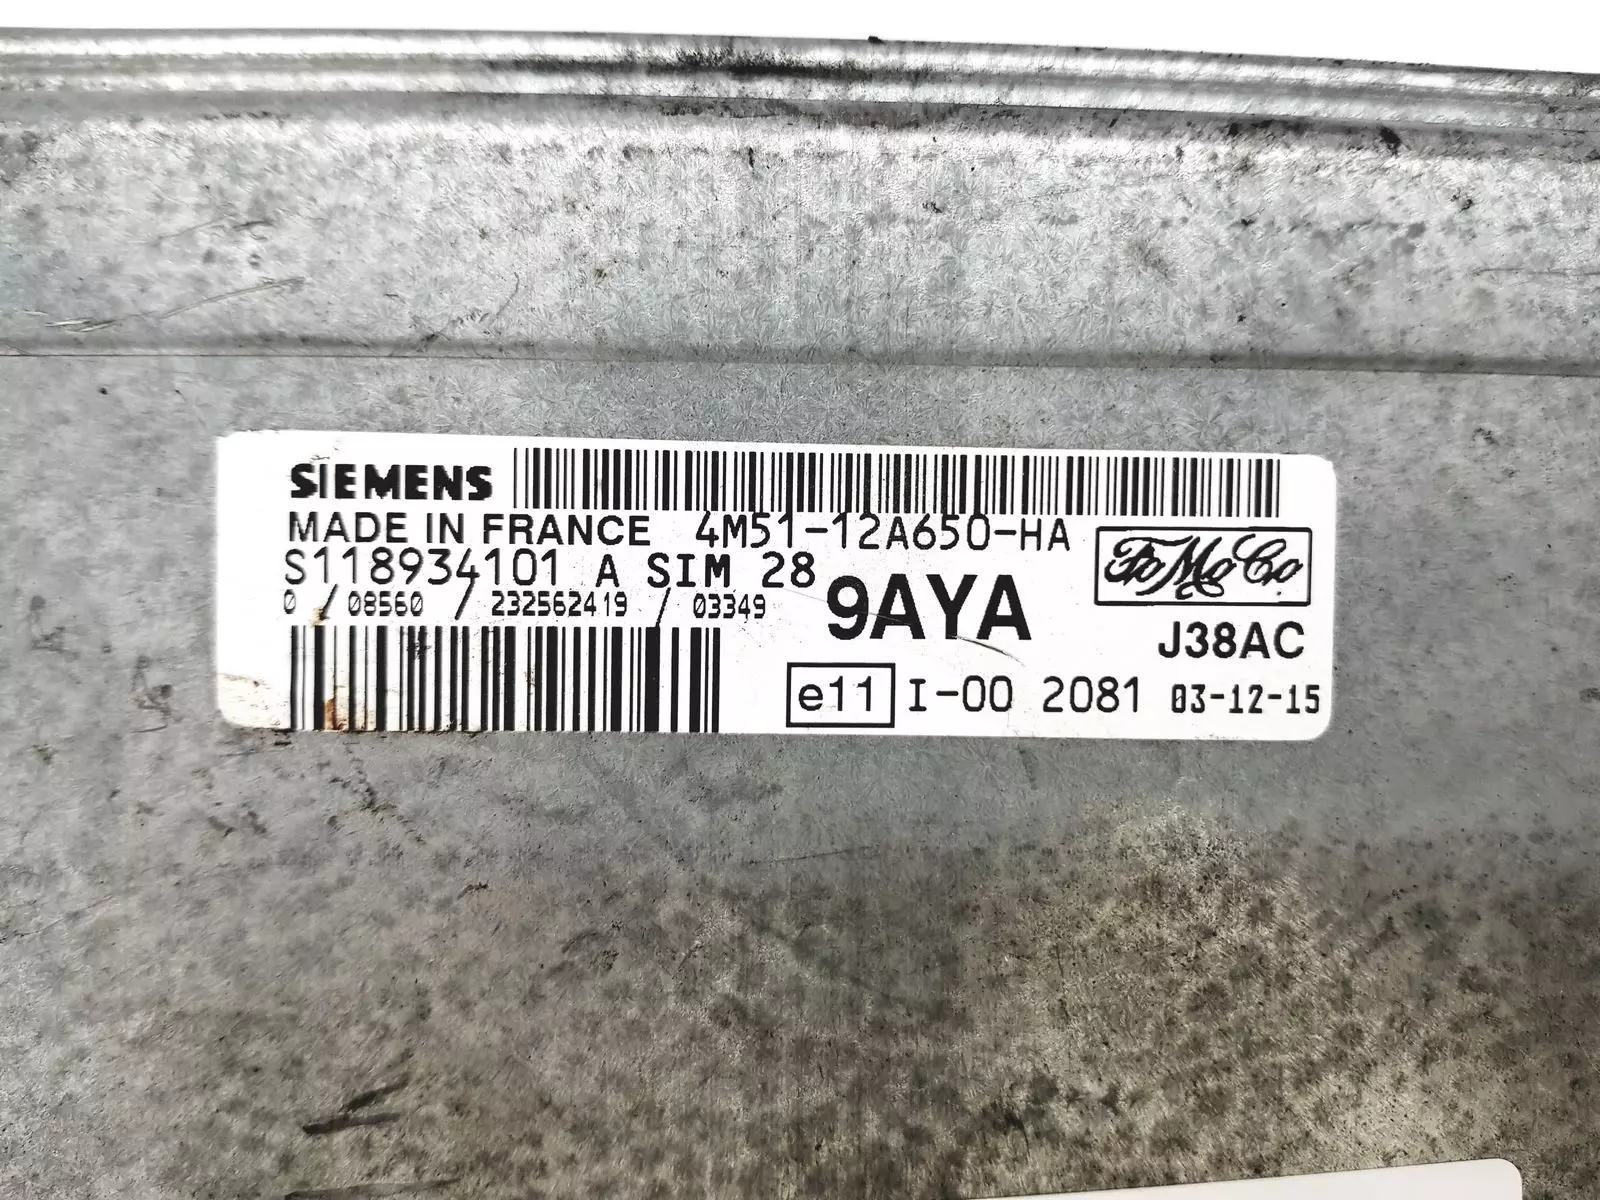 SIEMENS
MADE IN FRANCE 4M51-12A650-HA
S118934101 A SIM 28
0 / 08560 / 232562419 / 03349
9AYA
FoMoCo
J38AC
e11 I-00 2081 03-12-15